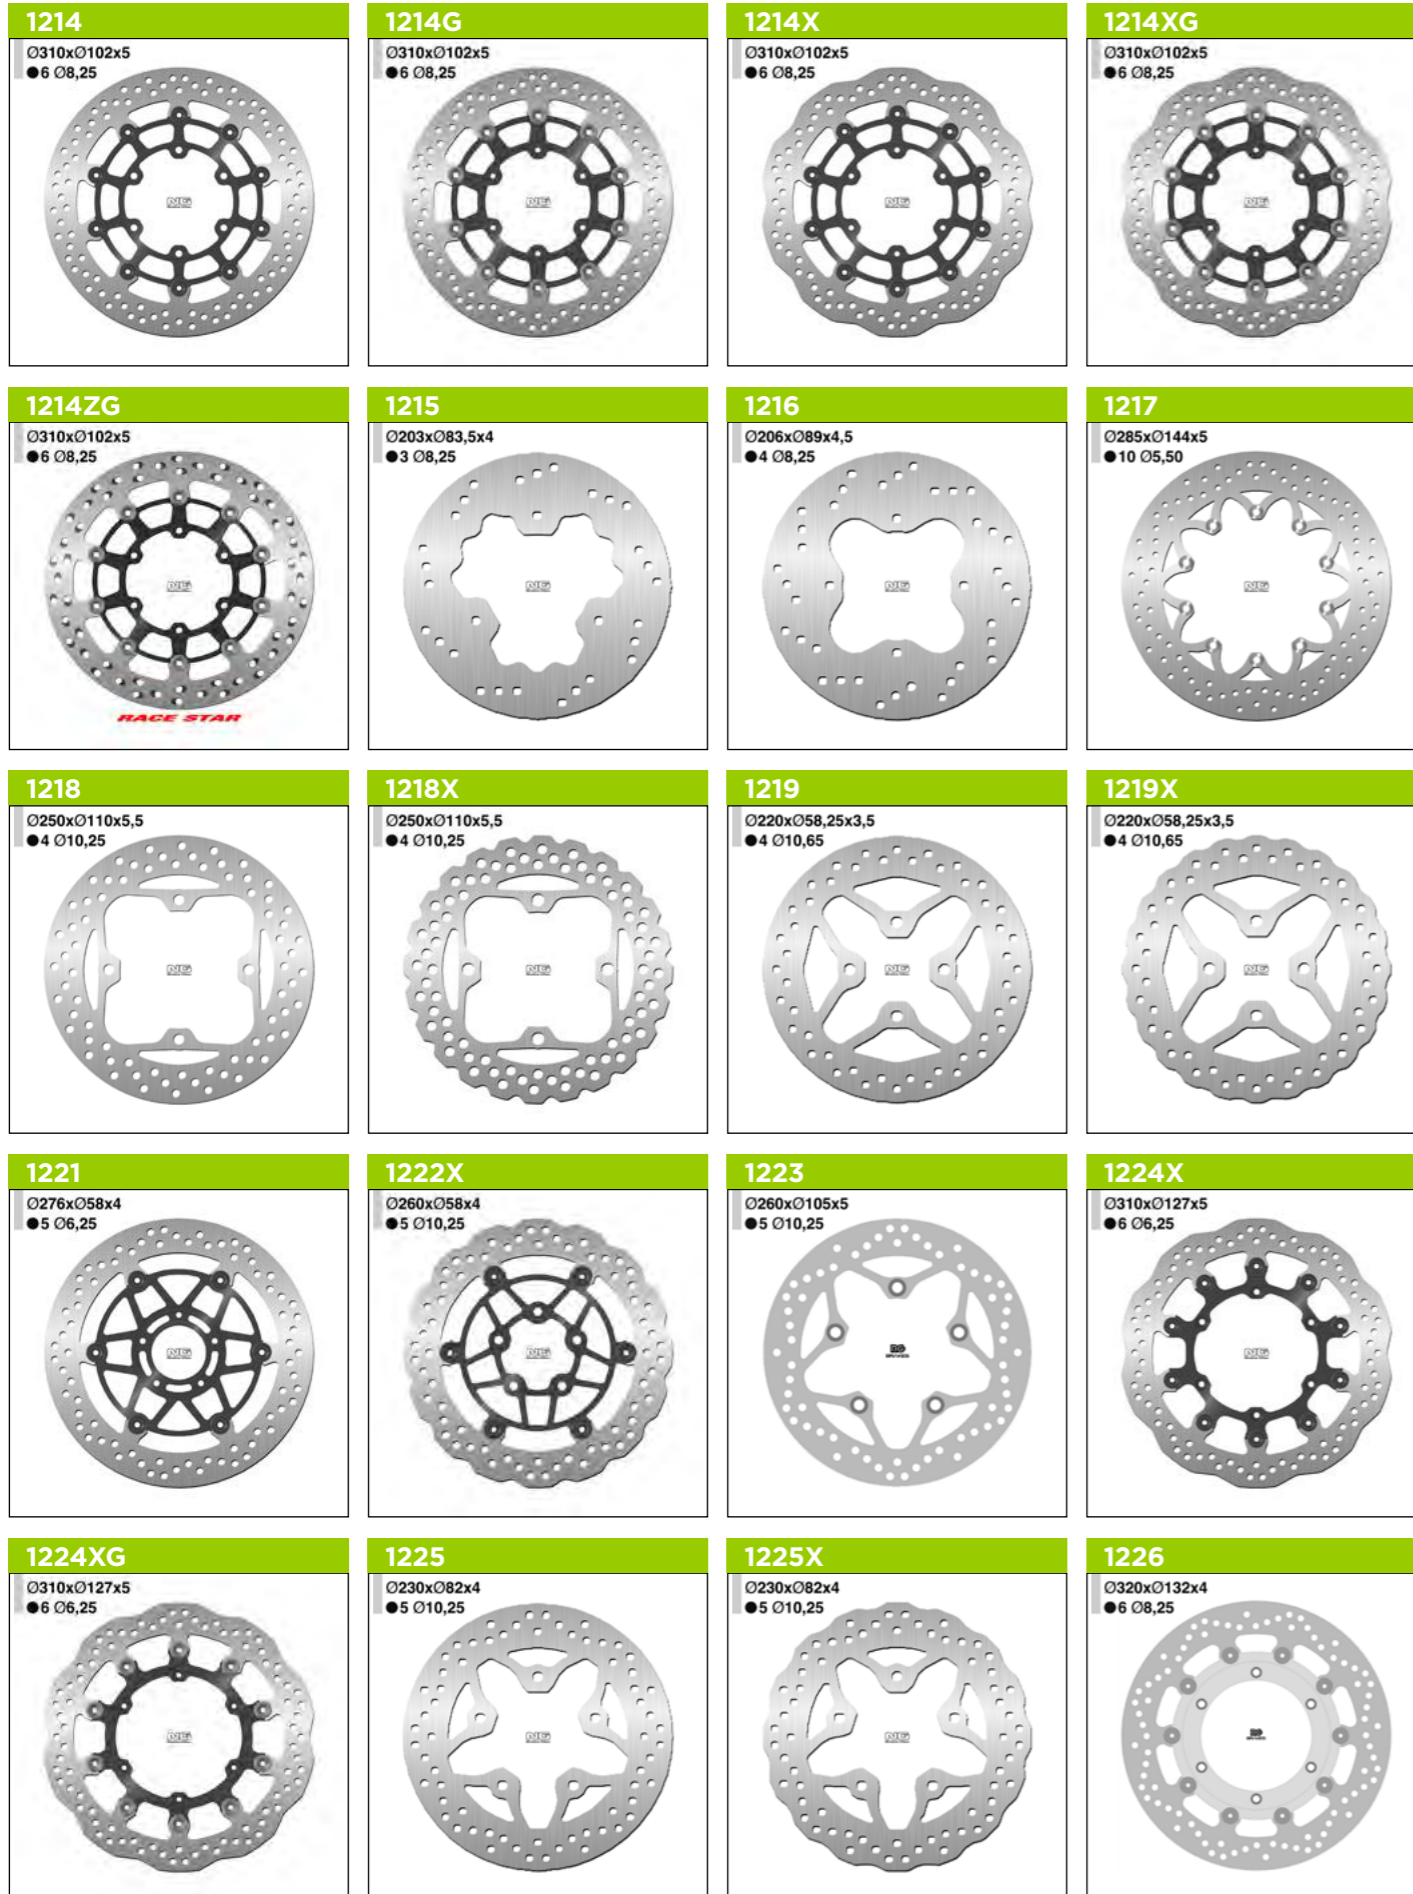 1214
Ø310xØ102x5
●6 Ø8,25
1214G
Ø310xØ102x5
●6 Ø8,25
1214X
Ø310xØ102x5
●6 Ø8,25
1214XG
Ø310xØ102x5
●6 Ø8,25
1214ZG
Ø310xØ102x5
●6 Ø8,25
RACE STAR
1215
Ø203xØ83,5x4
●3 Ø8,25
1216
Ø206xØ89x4,5
●4 Ø8,25
1217
Ø285xØ144x5
●10 Ø5,50
1218
Ø250xØ110x5,5
●4 Ø10,25
1218X
Ø250xØ110x5,5
●4 Ø10,25
1219
Ø220xØ58,25x3,5
●4 Ø10,65
1219X
Ø220xØ58,25x3,5
●4 Ø10,65
1221
Ø276xØ58x4
●5 Ø6,25
1222X
Ø260xØ58x4
●5 Ø10,25
1223
Ø260xØ105x5
●5 Ø10,25
1224X
Ø310xØ127x5
●6 Ø6,25
1224XG
Ø310xØ127x5
●6 Ø6,25
1225
Ø230xØ82x4
●5 Ø10,25
1225X
Ø230xØ82x4
●5 Ø10,25
1226
Ø320xØ132x4
●6 Ø8,25